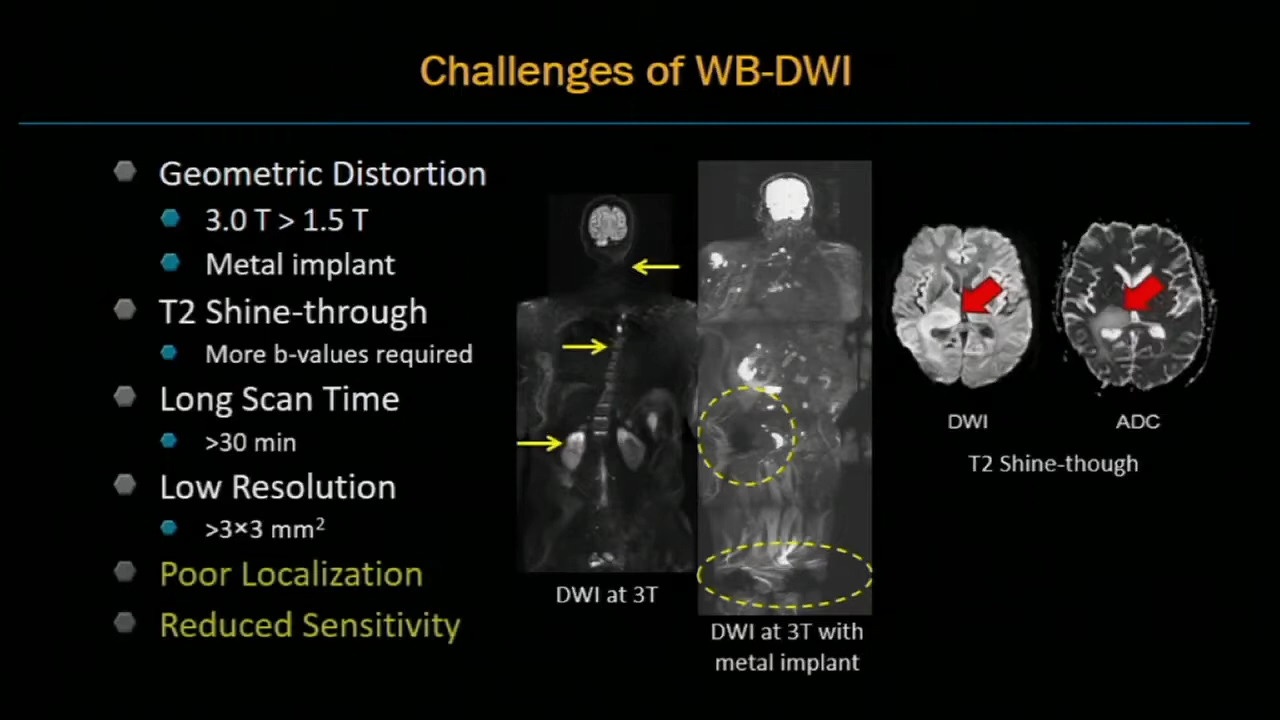 Challenges of WB-DWI
Geometric Distortion
3.0 T > 1.5 T
Metal implant
T2 Shine-through
More b-values required
Long Scan Time
>30 min
Low Resolution
>3×3 mm²
Poor Localization
Reduced Sensitivity
DWI at 3T
DWI at 3T with
metal implant
DWI
ADC
T2 Shine-though